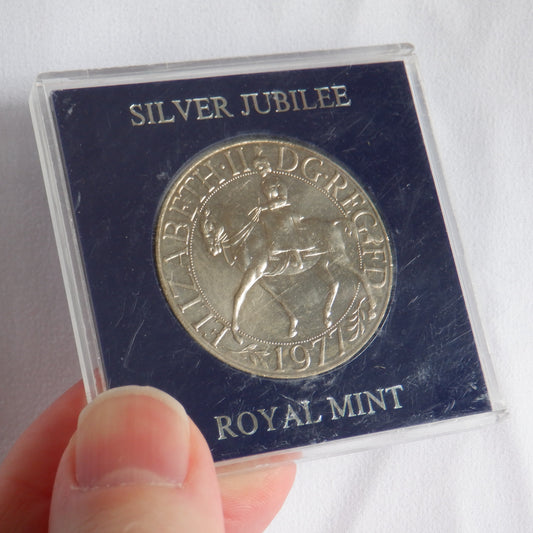 SILVER JUBILEE
ELIZABETH·II D·G·REG F·D 1977
ROYAL MINT